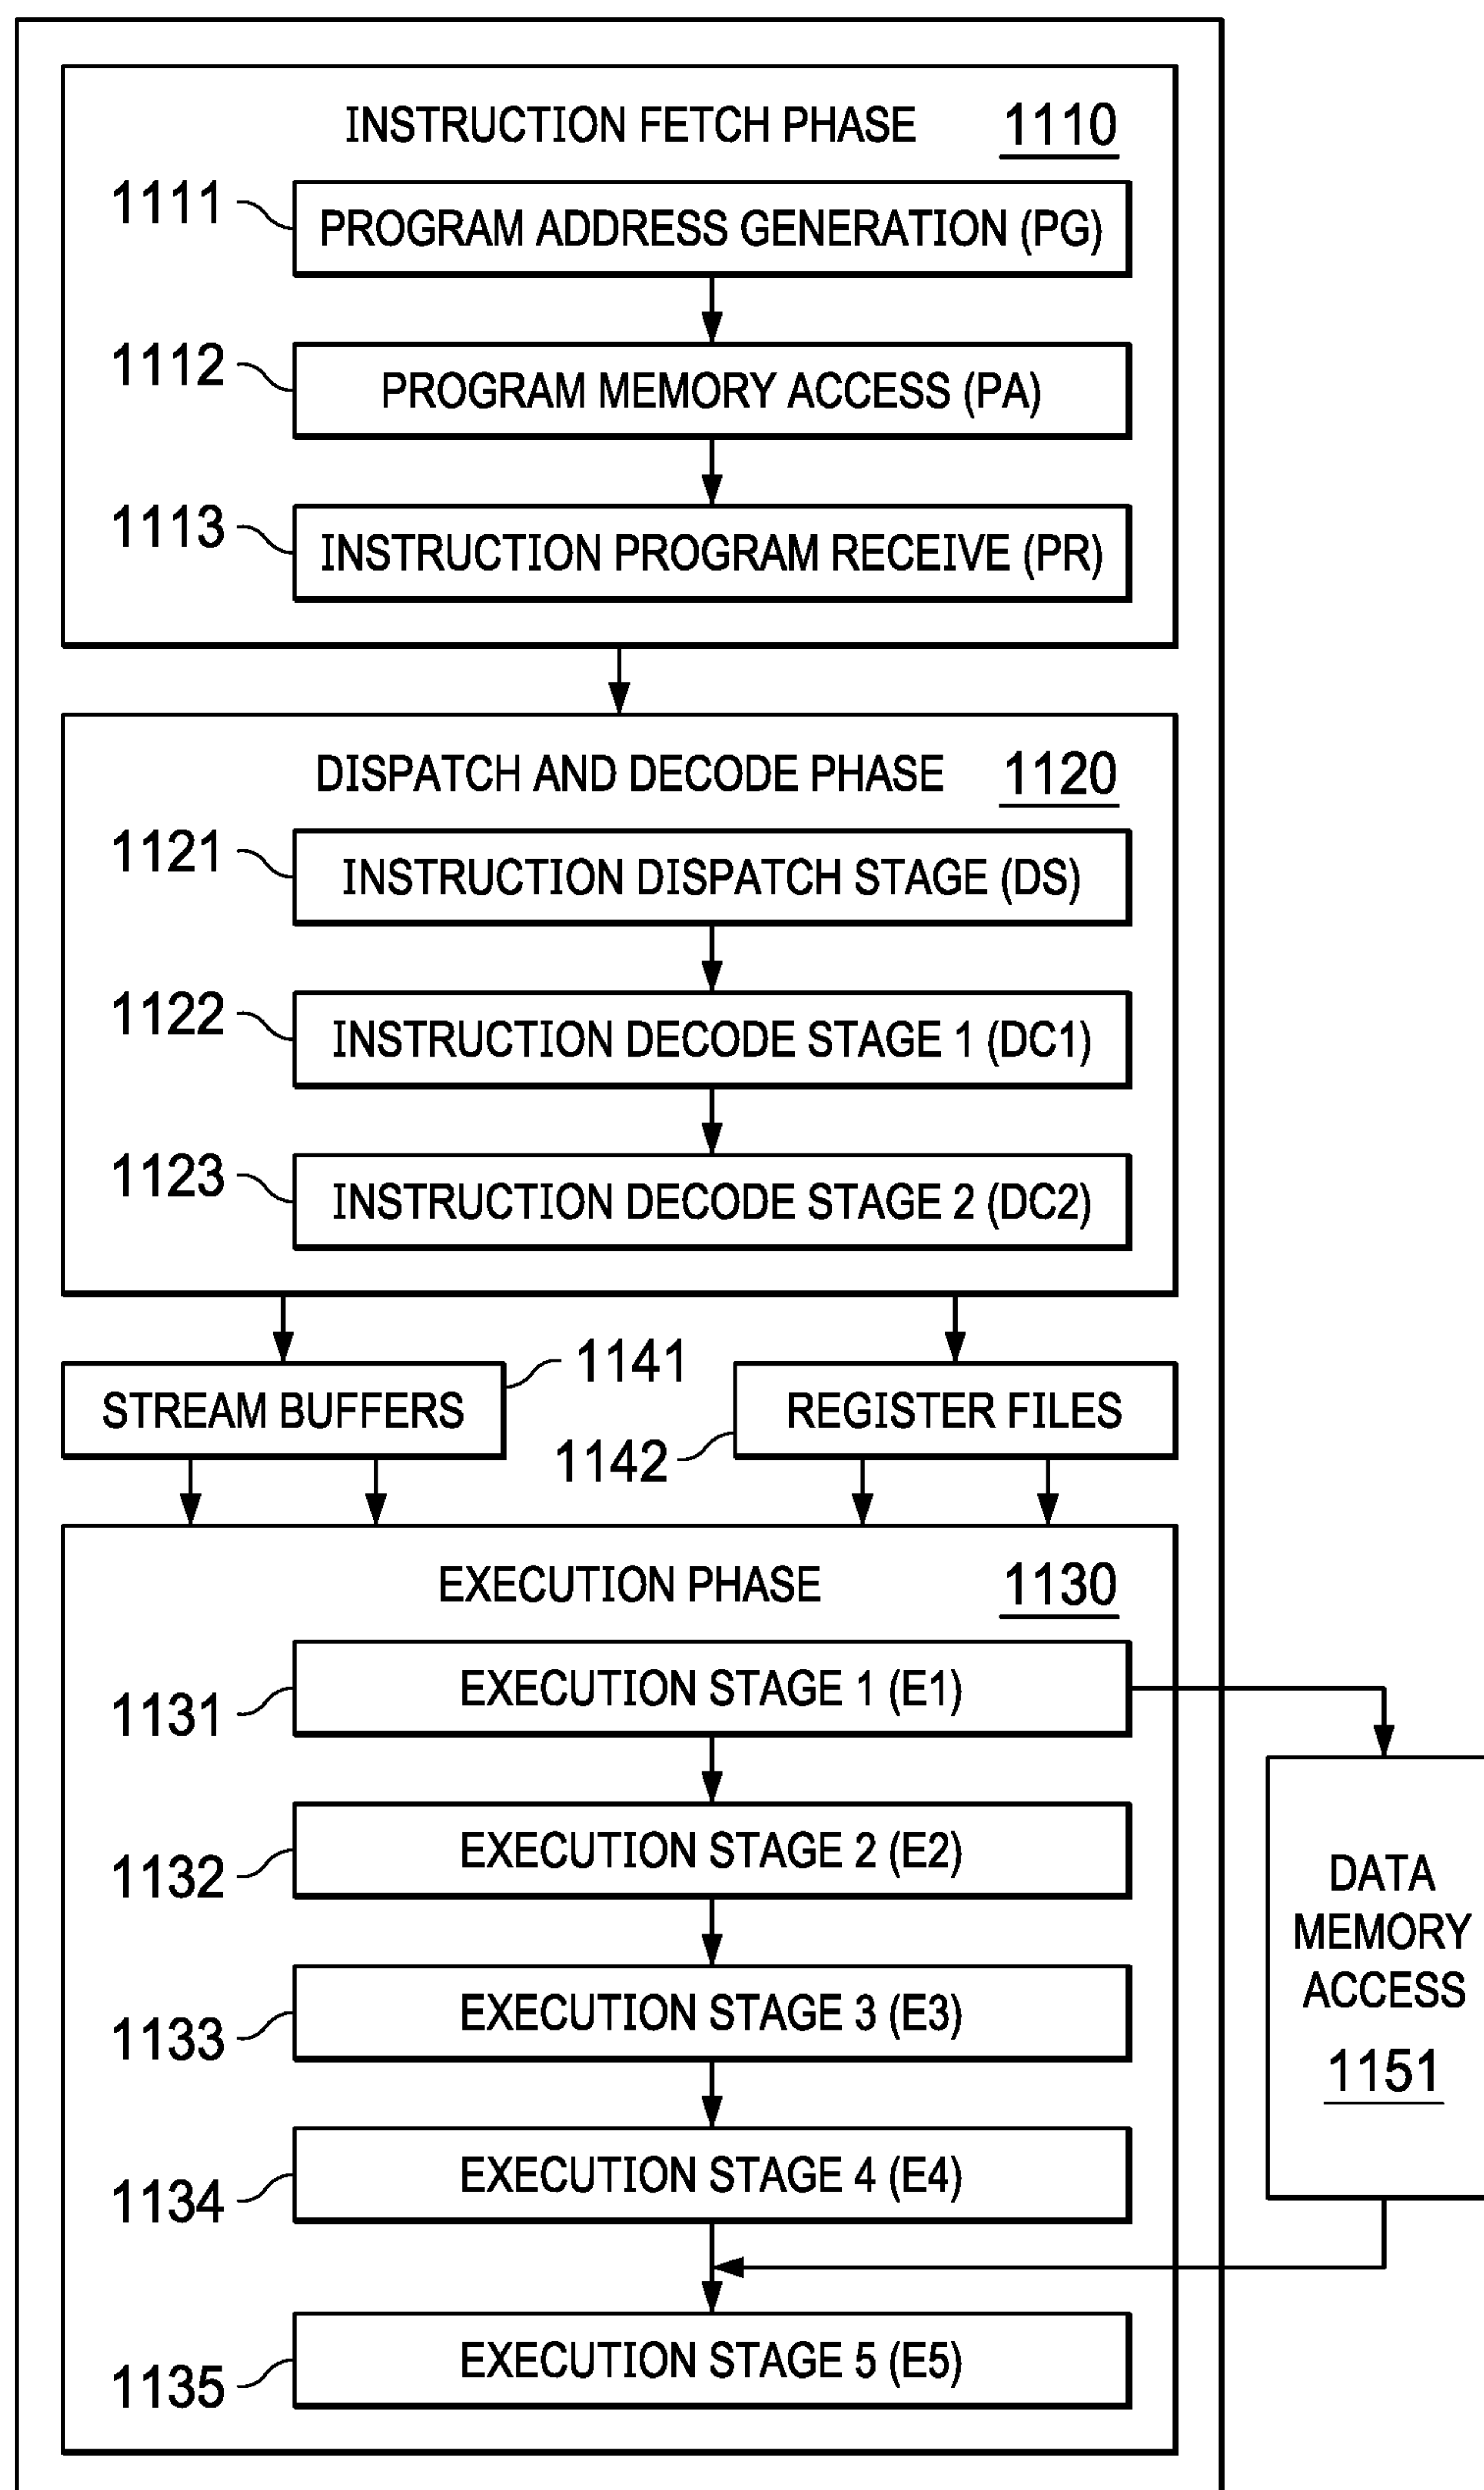 INSTRUCTION FETCH PHASE 1110
1111 PROGRAM ADDRESS GENERATION (PG)
1112 PROGRAM MEMORY ACCESS (PA)
1113 INSTRUCTION PROGRAM RECEIVE (PR)
DISPATCH AND DECODE PHASE 1120
1121 INSTRUCTION DISPATCH STAGE (DS)
1122 INSTRUCTION DECODE STAGE 1 (DC1)
1123 INSTRUCTION DECODE STAGE 2 (DC2)
STREAM BUFFERS
1141
REGISTER FILES
1142
EXECUTION PHASE 1130
1131 EXECUTION STAGE 1 (E1)
1132 EXECUTION STAGE 2 (E2)
1133 EXECUTION STAGE 3 (E3)
1134 EXECUTION STAGE 4 (E4)
1135 EXECUTION STAGE 5 (E5)
DATA
MEMORY
ACCESS
1151